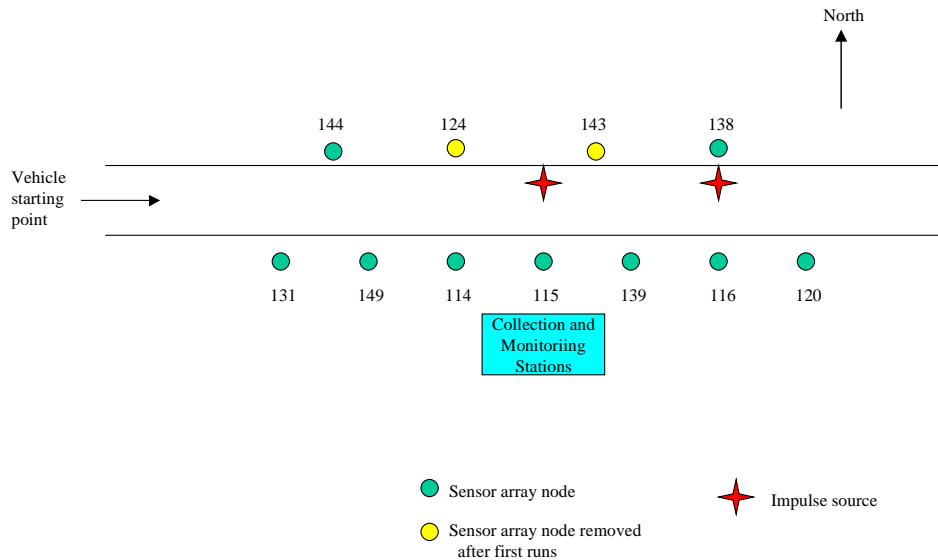 North
144
124
143
138
Vehicle
starting
point
131
149
114
115
139
116
120
Collection and
Monitoriing
Stations
Sensor array node
Impulse source
Sensor array node removed
after first runs